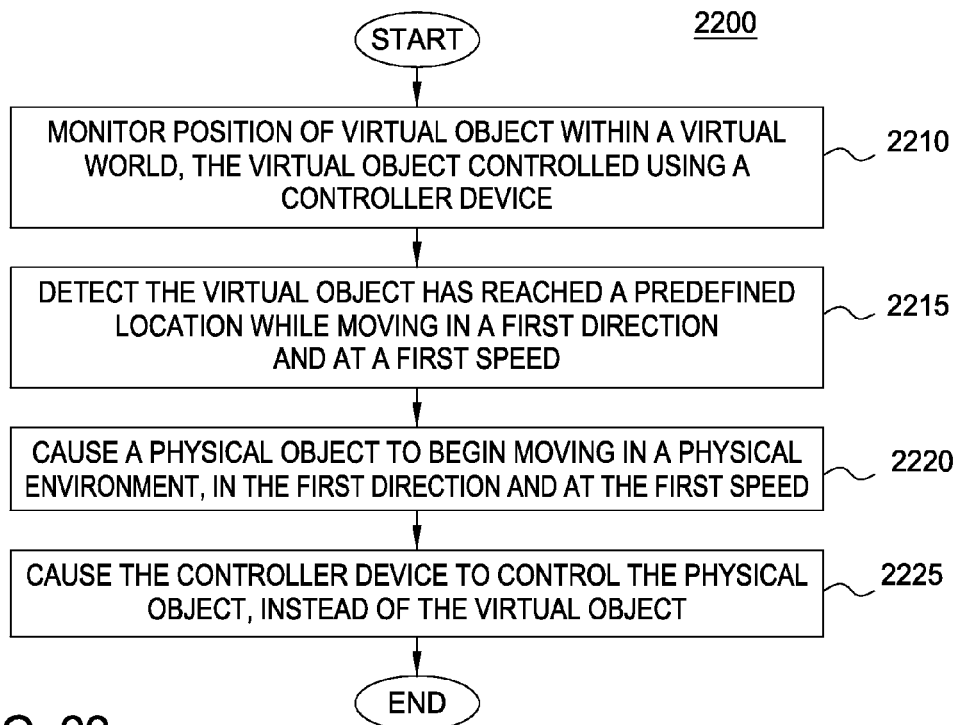 2200
START
MONITOR POSITION OF VIRTUAL OBJECT WITHIN A VIRTUAL
WORLD, THE VIRTUAL OBJECT CONTROLLED USING A
CONTROLLER DEVICE
2210
DETECT THE VIRTUAL OBJECT HAS REACHED A PREDEFINED
LOCATION WHILE MOVING IN A FIRST DIRECTION
AND AT A FIRST SPEED
2215
CAUSE A PHYSICAL OBJECT TO BEGIN MOVING IN A PHYSICAL
ENVIRONMENT, IN THE FIRST DIRECTION AND AT THE FIRST SPEED
2220
CAUSE THE CONTROLLER DEVICE TO CONTROL THE PHYSICAL
OBJECT, INSTEAD OF THE VIRTUAL OBJECT
2225
END